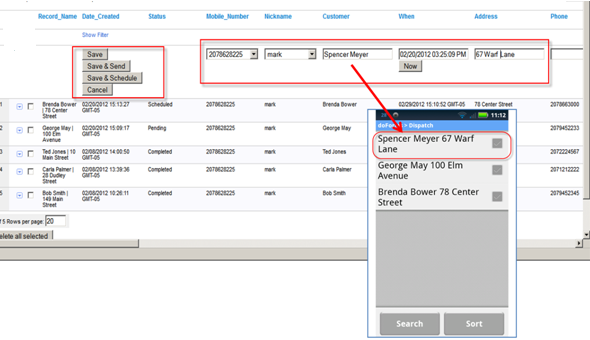 Record_Name Date_Created Status Mobile_Number Nickname Customer When Address Phone
Show Filter
Save
Save & Send
Save & Schedule
Cancel
2078628225 mark Spencer Meyer 02/20/2012 03:25:09 PM 67 Warf Lane
Now
1 Brenda Bower | 78 Center Street 02/20/2012 15:13:27 GMT-05 Scheduled 2078628225 mark Brenda Bower 02/29/2012 15:10:52 GMT-05 78 Center Street 2078663000
2 George May | 100 Elm Avenue 02/20/2012 15:09:17 GMT-05 Pending 2078628225 mark George May 2079452233
3 Ted Jones | 10 Main Street 02/08/2012 14:00:50 GMT-05 Completed 2078628225 mark Ted Jones 2072224567
4 Carla Palmer | 28 Dudley Street 02/08/2012 13:39:36 GMT-05 Completed 2078628225 mark Carla Palmer 2071212222
5 Bob Smith | 149 Main Street 02/08/2012 10:26:11 GMT-05 Completed 2078628225 mark Bob Smith 2079452345
of 5 Rows per page: 20
elete all selected
11:12
> Dispatch
Spencer Meyer 67 Warf
Lane
George May 100 Elm
Avenue
Brenda Bower 78 Center
Street
Search Sort